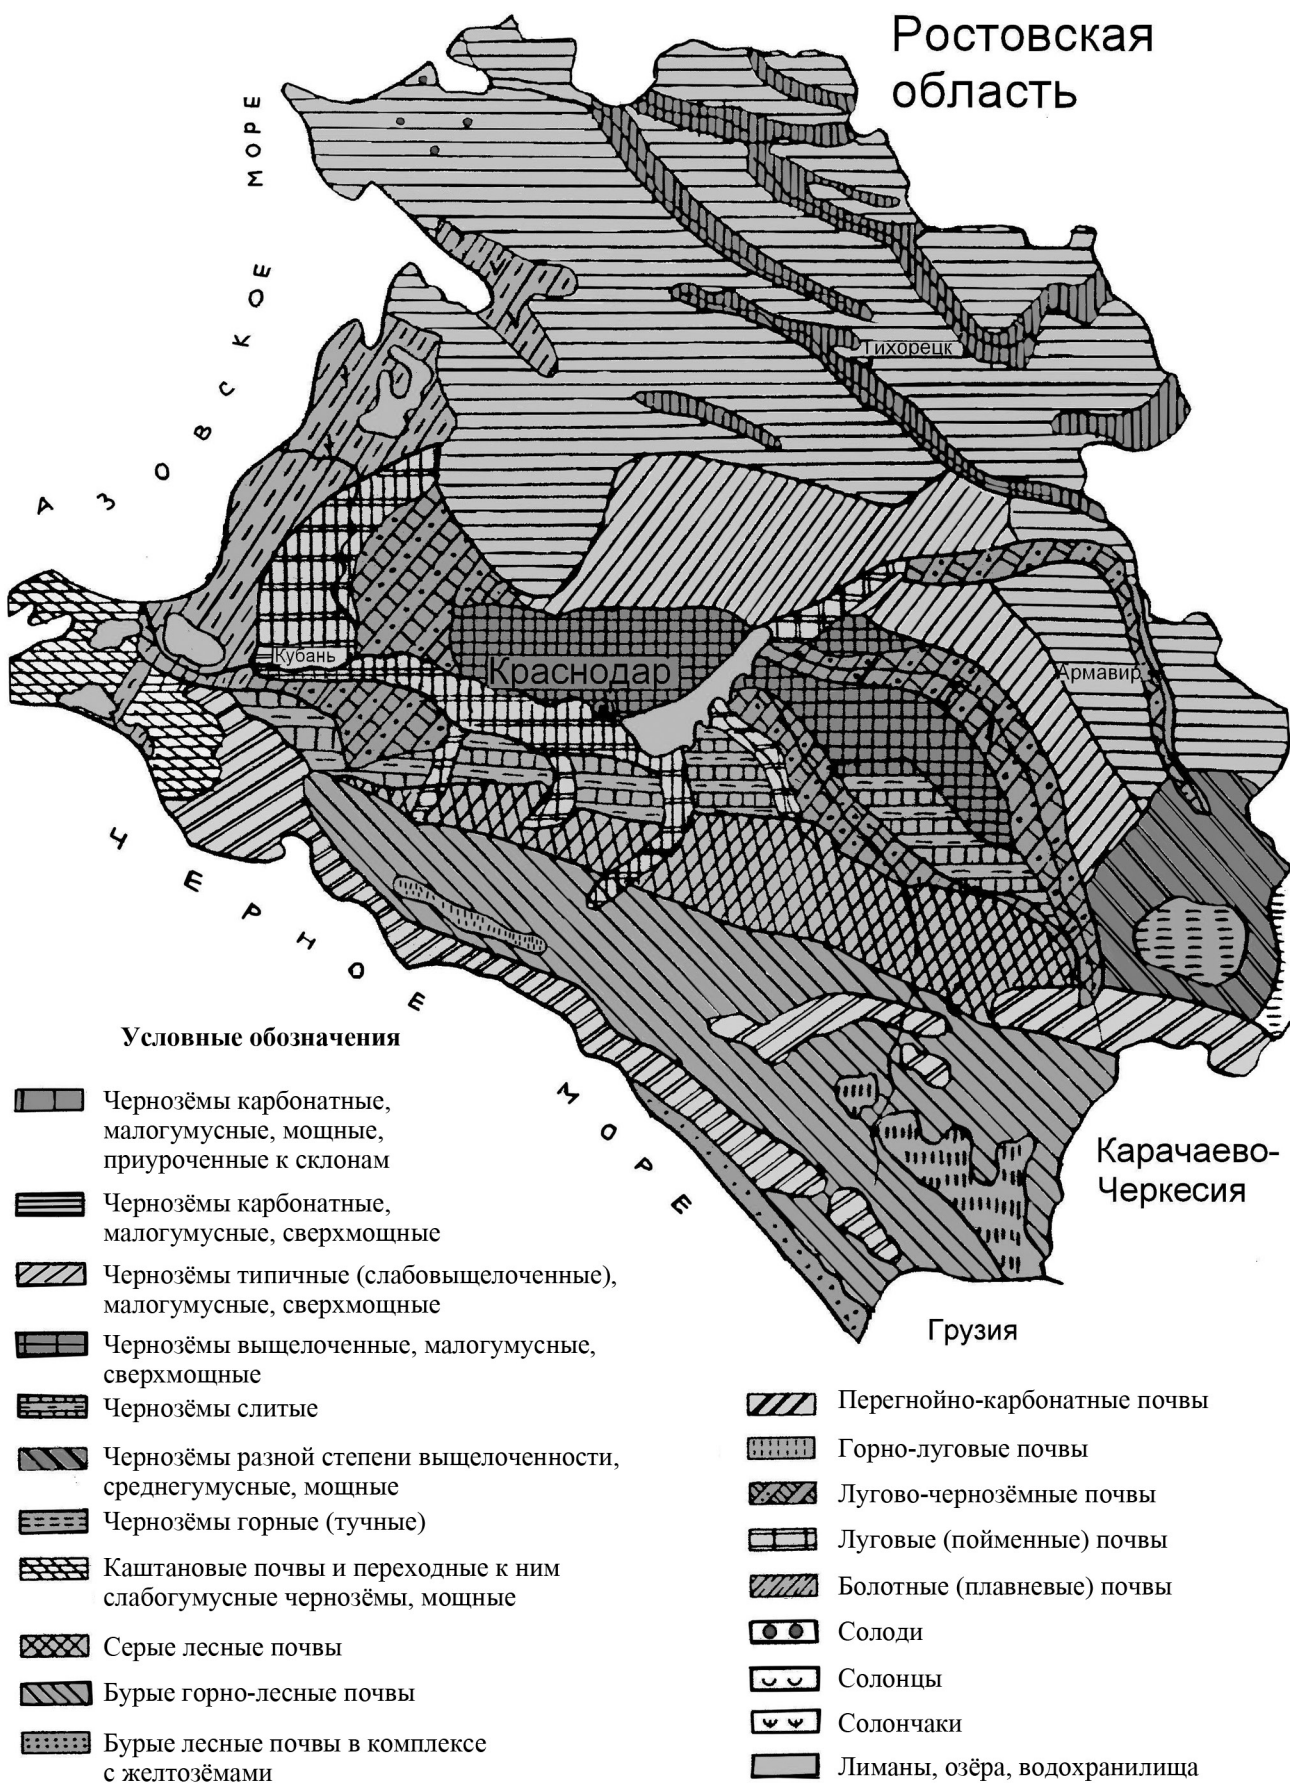 Ростовская
область
АЗОВСКОЕ МОРЕ
Тихорецк
Кубань
Краснодар
Армавир
ЧЕРНОЕ МОРЕ
Карачаево-
Черкесия
Грузия
Условные обозначения
Чернозёмы карбонатные,
малогумусные, мощные,
приуроченные к склонам
Чернозёмы карбонатные,
малогумусные, сверхмощные
Чернозёмы типичные (слабовыщелоченные),
малогумусные, сверхмощные
Чернозёмы выщелоченные, малогумусные,
сверхмощные
Чернозёмы слитые
Чернозёмы разной степени выщелоченности,
среднегумусные, мощные
Чернозёмы горные (тучные)
Каштановые почвы и переходные к ним
слабогумусные чернозёмы, мощные
Серые лесные почвы
Бурые горно-лесные почвы
Бурые лесные почвы в комплексе
с желтозёмами
Перегнойно-карбонатные почвы
Горно-луговые почвы
Лугово-чернозёмные почвы
Луговые (пойменные) почвы
Болотные (плавневые) почвы
Солоди
Солонцы
Солончаки
Лиманы, озёра, водохранилища